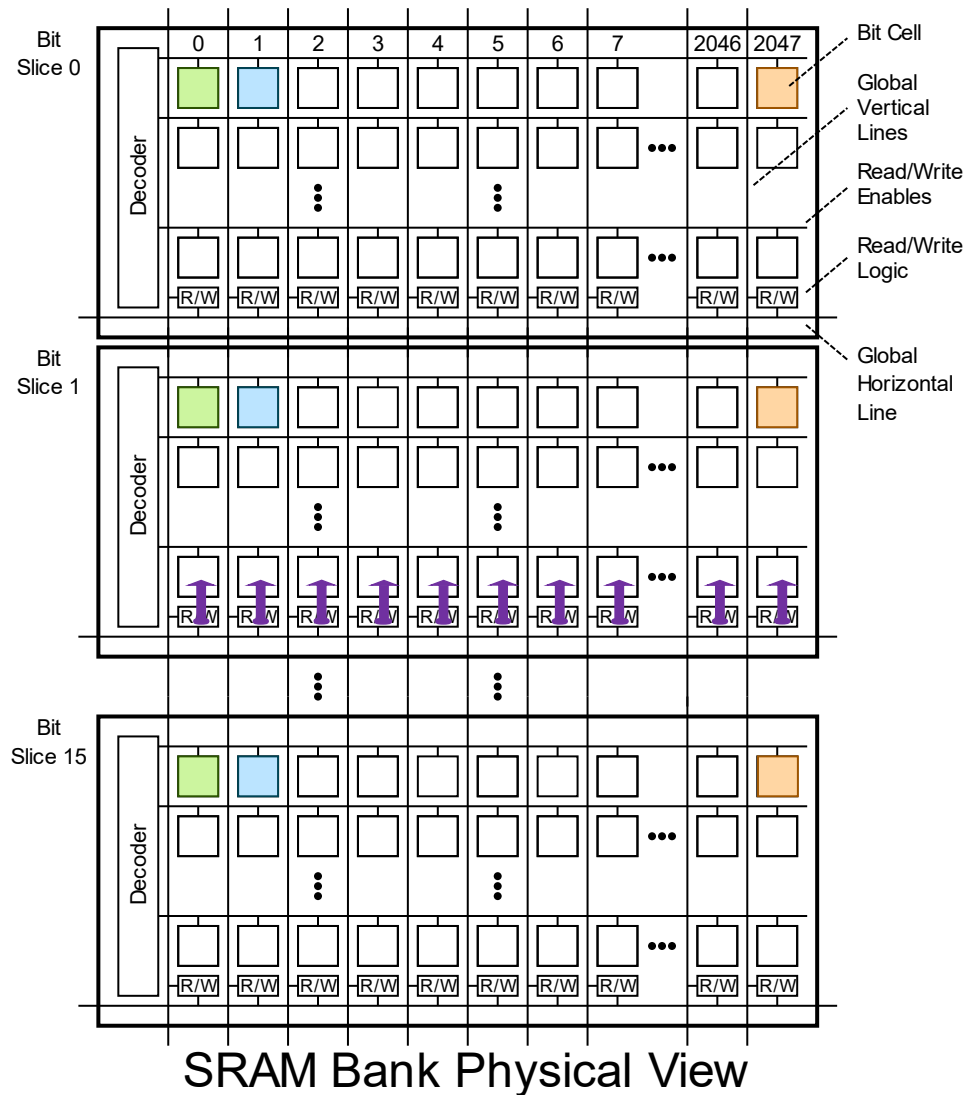 Bit
Slice 0
0 1 2 3 4 5 6 7 2046 2047
Bit Cell
Global
Vertical
Lines
Read/Write
Enables
Read/Write
Logic
Decoder
R/W R/W R/W R/W R/W R/W R/W R/W R/W R/W
Global
Horizontal
Line
Bit
Slice 1
Decoder
R/W R/W R/W R/W R/W R/W R/W R/W R/W R/W
Bit
Slice 15
Decoder
R/W R/W R/W R/W R/W R/W R/W R/W R/W R/W
SRAM Bank Physical View